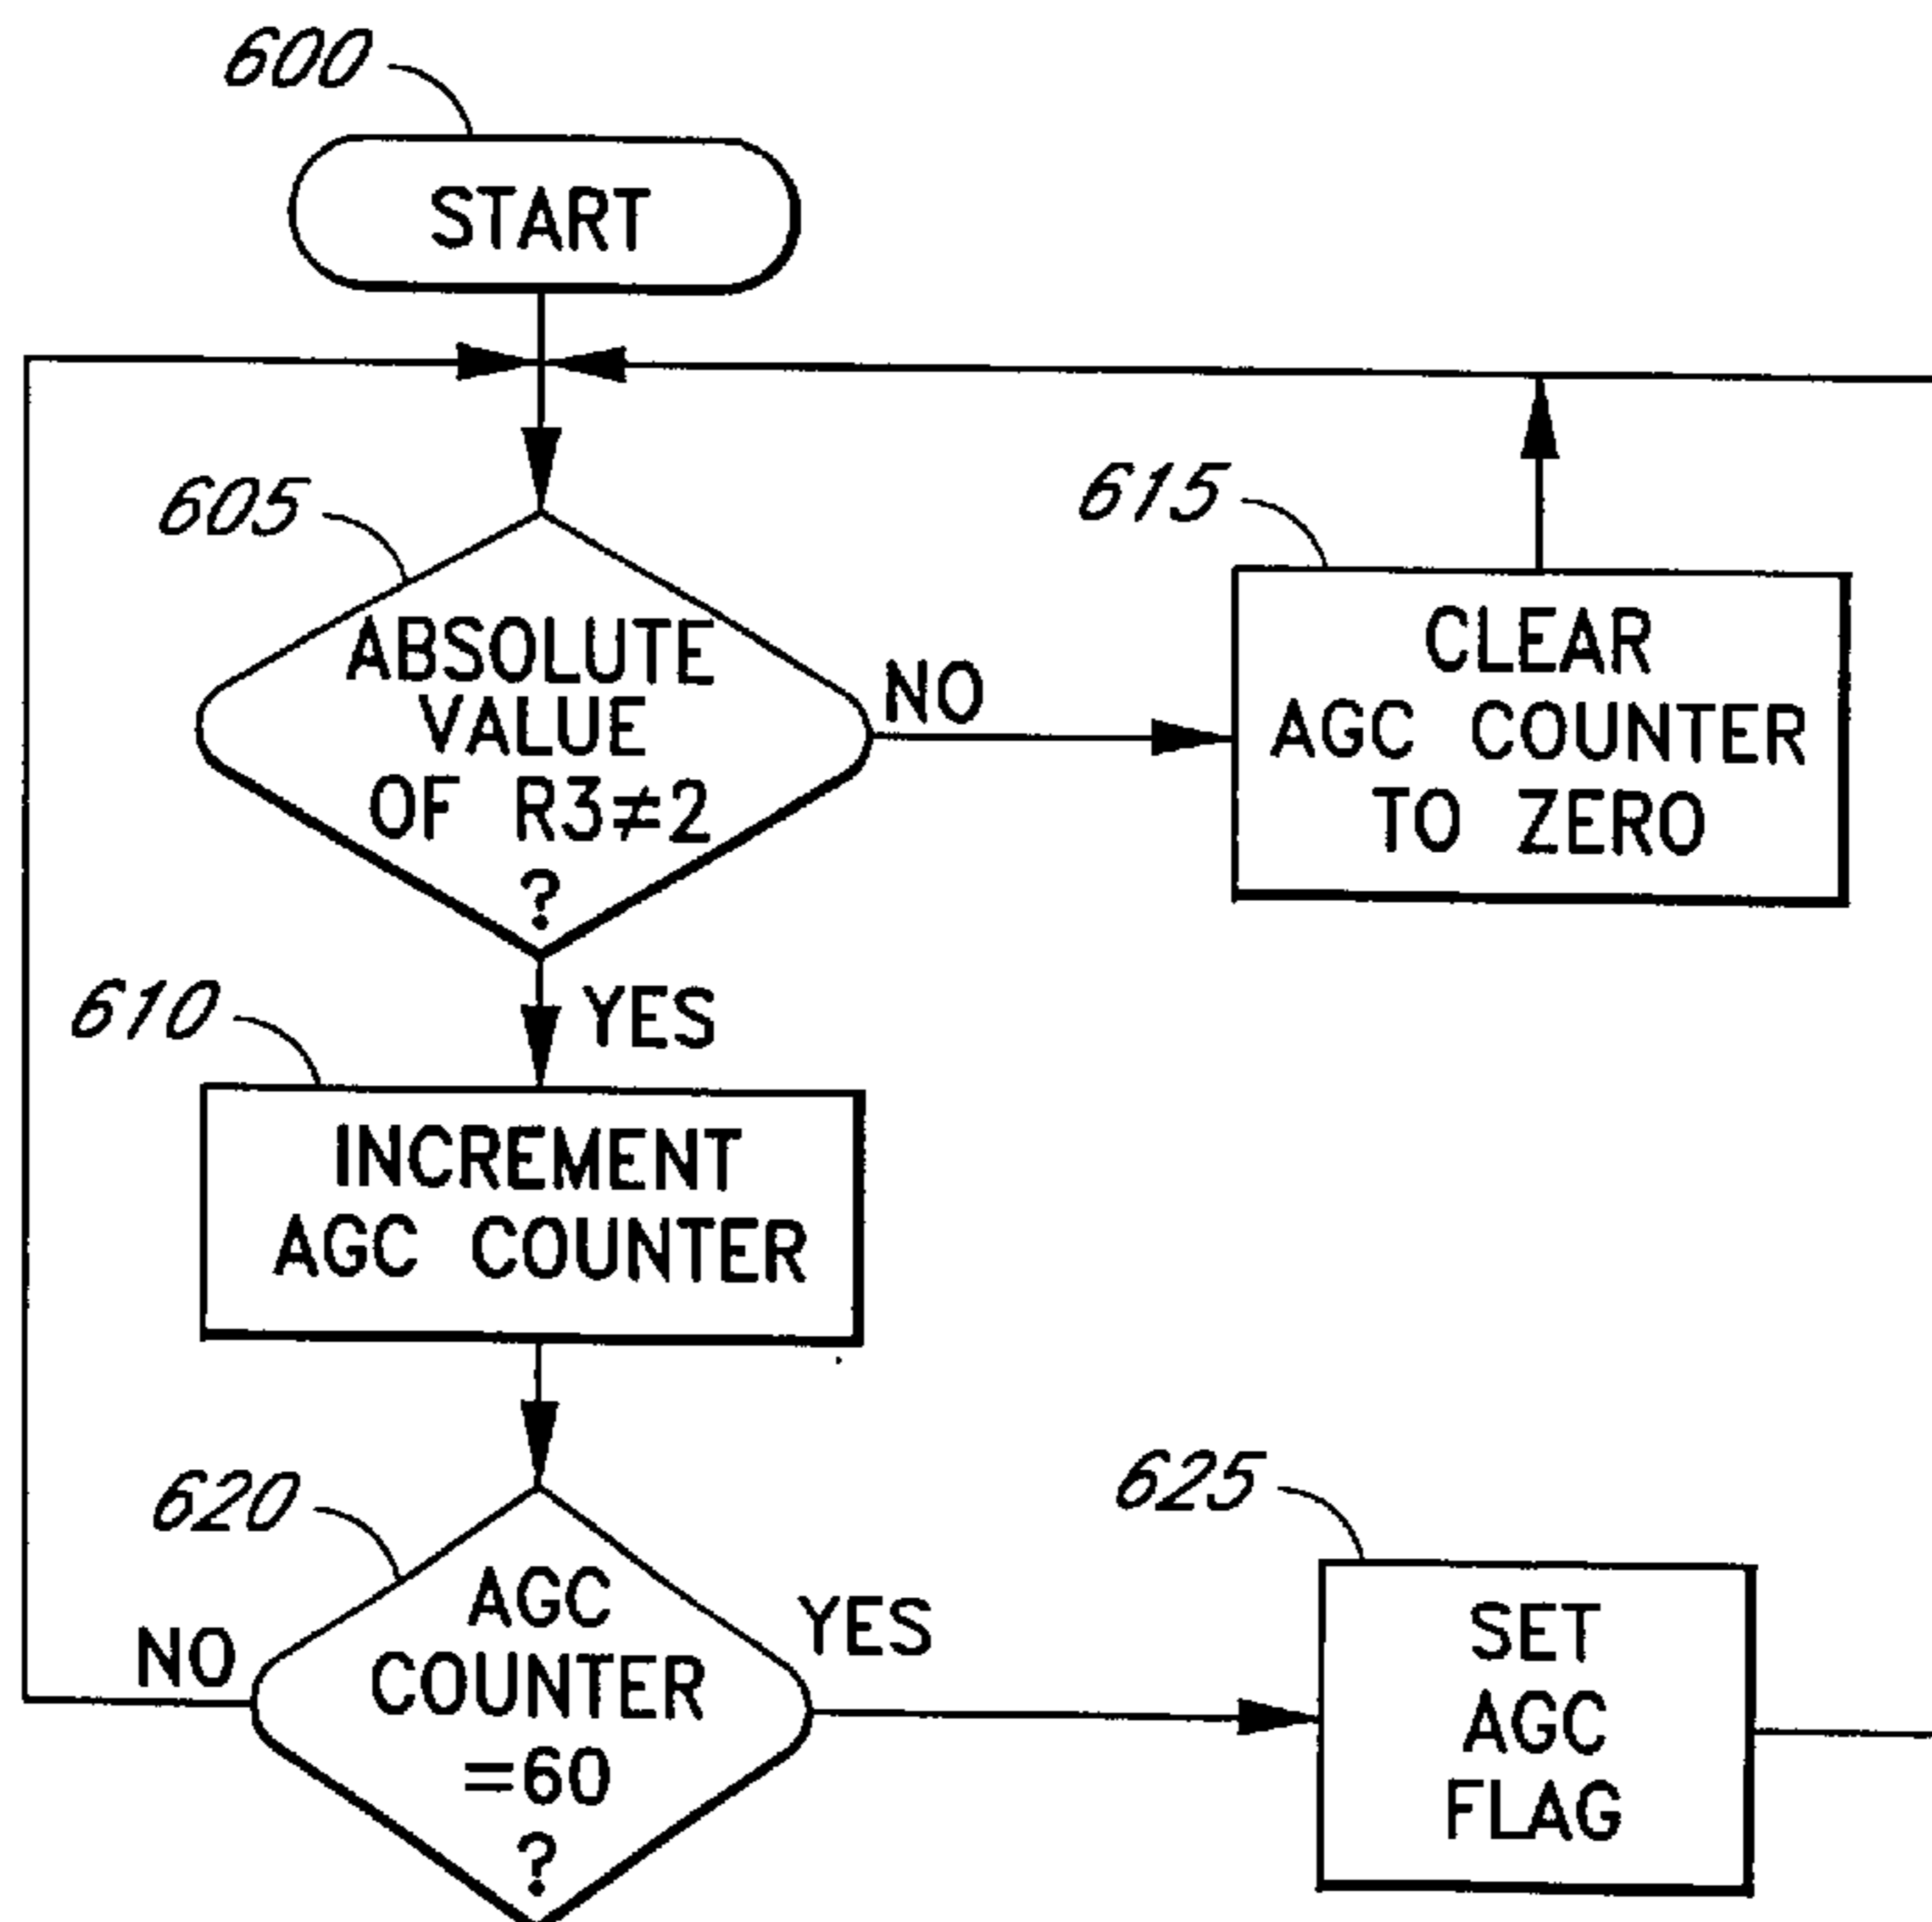 600
START
605
ABSOLUTE
VALUE
OF R3≠2
?
NO
615
CLEAR
AGC COUNTER
TO ZERO
YES
610
INCREMENT
AGC COUNTER
620
AGC
COUNTER
=60
?
NO
YES
625
SET
AGC
FLAG